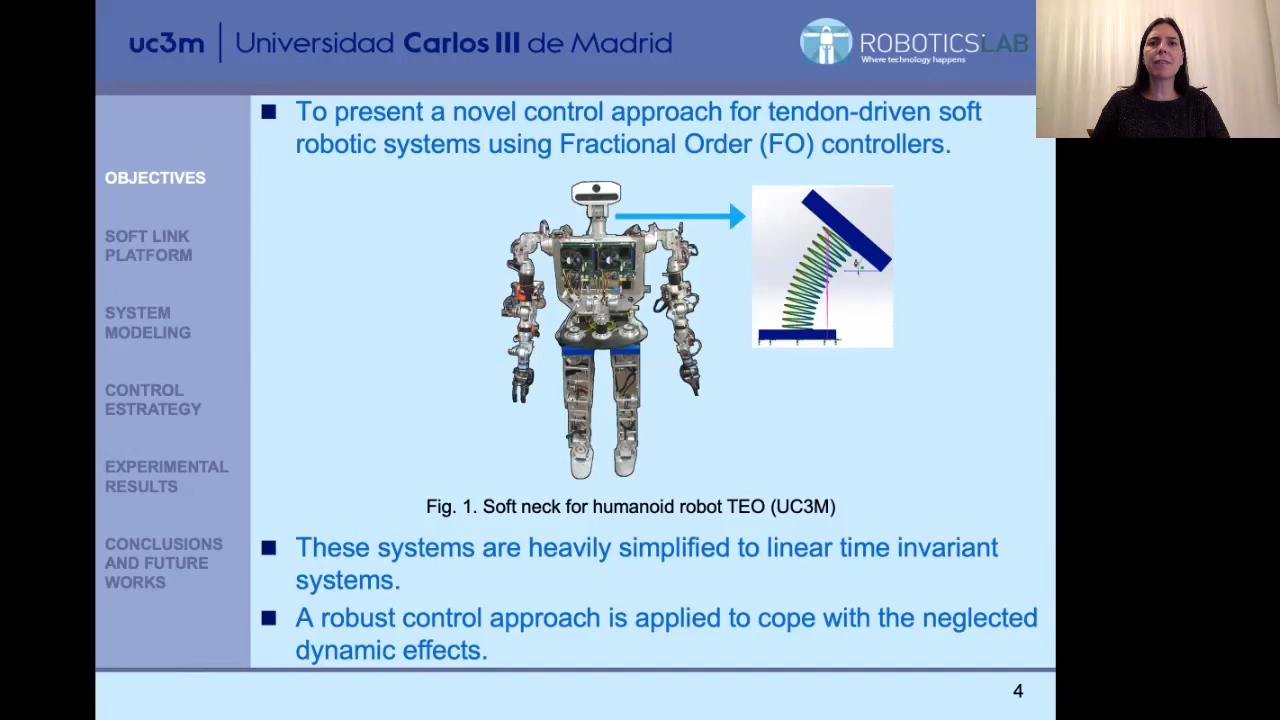 uc3m | Universidad Carlos III de Madrid
ROBOTICSLAB
Where technology happens
OBJECTIVES
SOFT LINK
PLATFORM
SYSTEM
MODELING
CONTROL
ESTRATEGY
EXPERIMENTAL
RESULTS
CONCLUSIONS
AND FUTURE
WORKS
To present a novel control approach for tendon-driven soft
robotic systems using Fractional Order (FO) controllers.
Fig. 1. Soft neck for humanoid robot TEO (UC3M)
These systems are heavily simplified to linear time invariant
systems.
A robust control approach is applied to cope with the neglected
dynamic effects.
4